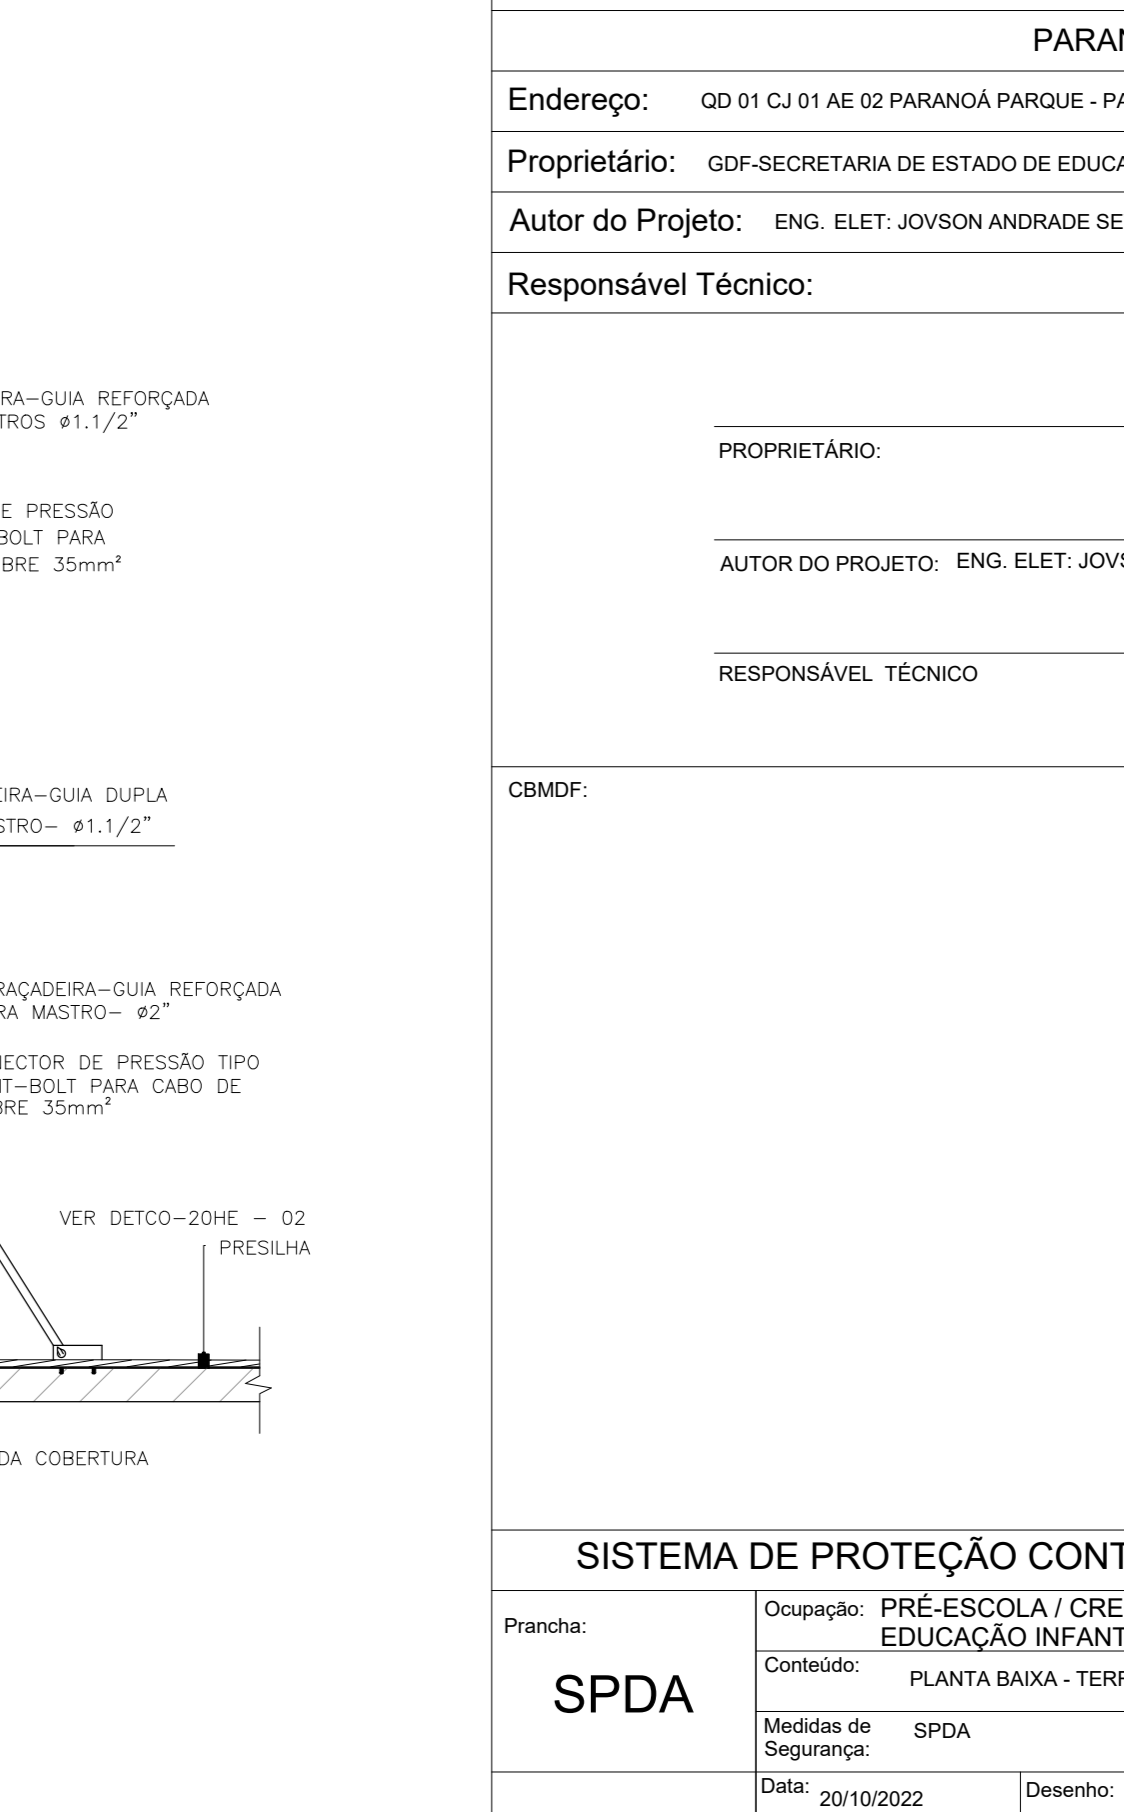 RA-GUIA REFORÇADA
TROS ø1.1/2"
E PRESSÃO
BOLT PARA
BRE 35mm²
EIRA-GUIA DUPLA
STRO- ø1.1/2"
RAÇADEIRA-GUIA REFORÇADA
RA MASTRO- ø2"
NECTOR DE PRESSÃO TIPO
IT-BOLT PARA CABO DE
BRE 35mm²
VER DETCO-20HE - 02
PRESILHA
DA COBERTURA
PARAN
Endereço: QD 01 CJ 01 AE 02 PARANOÁ PARQUE - PA
Proprietário: GDF-SECRETARIA DE ESTADO DE EDUCA
Autor do Projeto: ENG. ELET: JOVSON ANDRADE SE
Responsável Técnico:
PROPRIETÁRIO:
AUTOR DO PROJETO: ENG. ELET: JOVS
RESPONSÁVEL TÉCNICO
CBMDF:
SISTEMA DE PROTEÇÃO CONT
Prancha:
SPDA
Ocupação: PRÉ-ESCOLA / CRE
EDUCAÇÃO INFANT
Conteúdo: PLANTA BAIXA - TERR
Medidas de Segurança: SPDA
Data: 20/10/2022
Desenho: